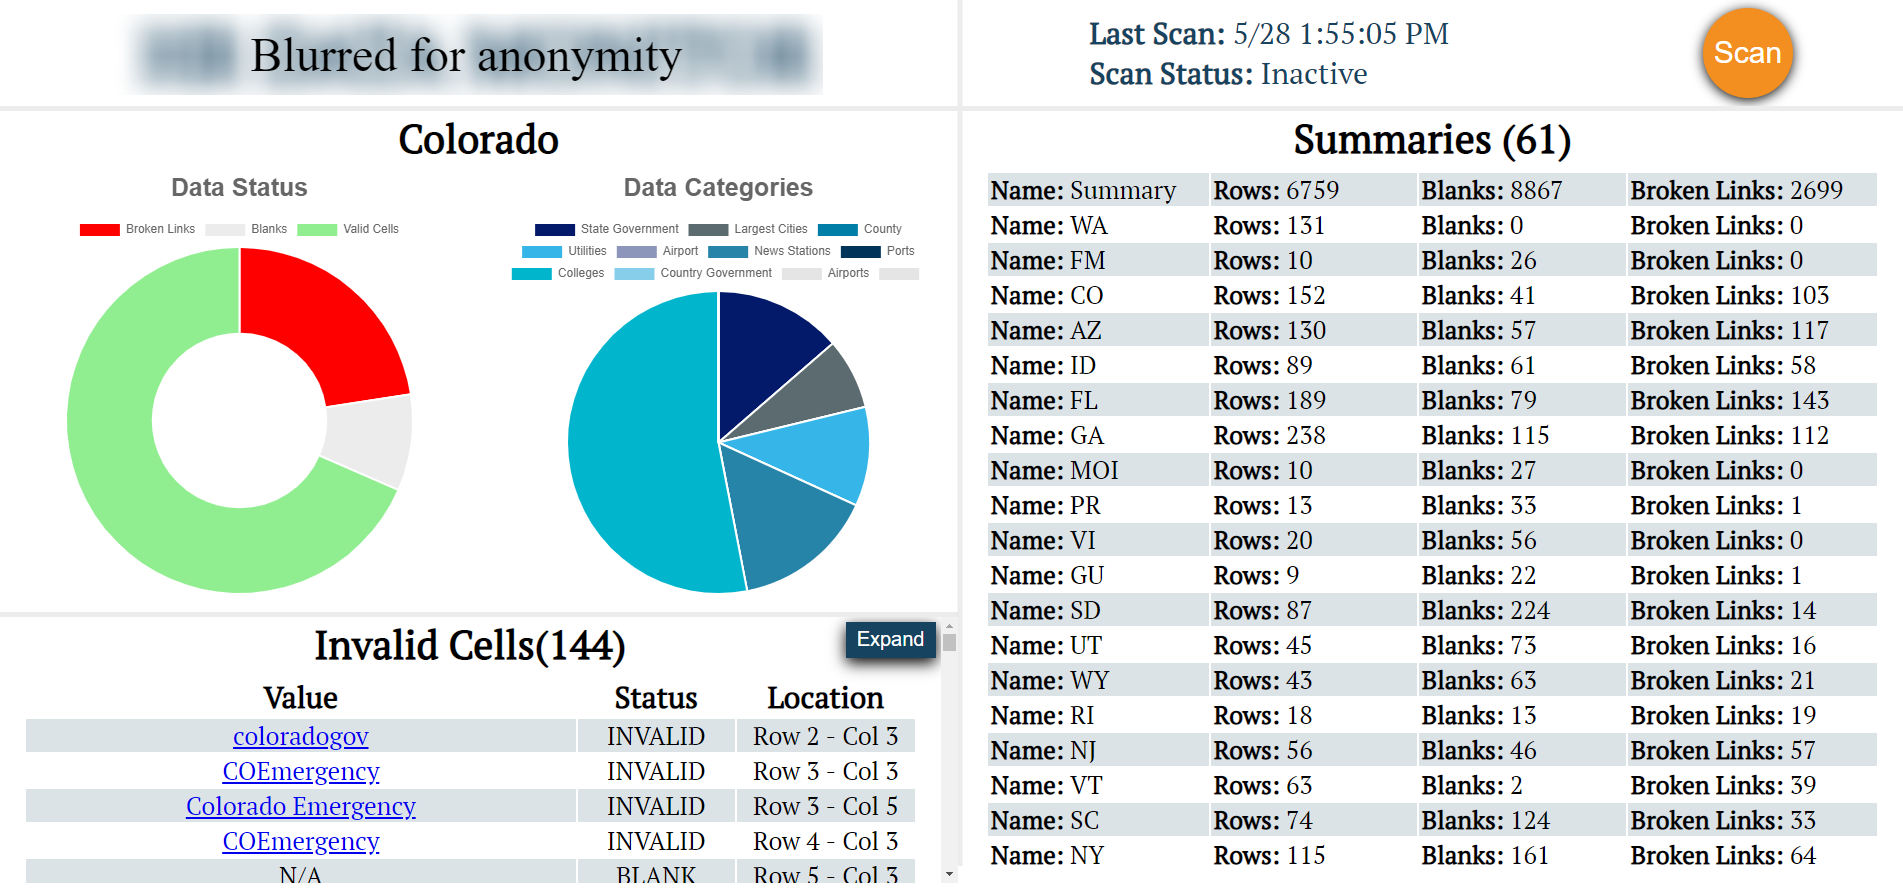 Blurred for anonymity
Last Scan: 5/28 1:55:05 PM
Scan Status: Inactive
Scan
Colorado
Data Status
Broken Links Blanks Valid Cells
Data Categories
State Government Largest Cities County
Utilities Airport News Stations Ports
Colleges Country Government Airports
Invalid Cells(144)
Expand
Value Status Location
coloradogov INVALID Row 2 - Col 3
COEmergency INVALID Row 3 - Col 3
Colorado Emergency INVALID Row 3 - Col 5
COEmergency INVALID Row 4 - Col 3
N/A BLANK Row 5 - Col 3
Summaries (61)
Name: Summary Rows: 6759 Blanks: 8867 Broken Links: 2699
Name: WA Rows: 131 Blanks: 0 Broken Links: 0
Name: FM Rows: 10 Blanks: 26 Broken Links: 0
Name: CO Rows: 152 Blanks: 41 Broken Links: 103
Name: AZ Rows: 130 Blanks: 57 Broken Links: 117
Name: ID Rows: 89 Blanks: 61 Broken Links: 58
Name: FL Rows: 189 Blanks: 79 Broken Links: 143
Name: GA Rows: 238 Blanks: 115 Broken Links: 112
Name: MOI Rows: 10 Blanks: 27 Broken Links: 0
Name: PR Rows: 13 Blanks: 33 Broken Links: 1
Name: VI Rows: 20 Blanks: 56 Broken Links: 0
Name: GU Rows: 9 Blanks: 22 Broken Links: 1
Name: SD Rows: 87 Blanks: 224 Broken Links: 14
Name: UT Rows: 45 Blanks: 73 Broken Links: 16
Name: WY Rows: 43 Blanks: 63 Broken Links: 21
Name: RI Rows: 18 Blanks: 13 Broken Links: 19
Name: NJ Rows: 56 Blanks: 46 Broken Links: 57
Name: VT Rows: 63 Blanks: 2 Broken Links: 39
Name: SC Rows: 74 Blanks: 124 Broken Links: 33
Name: NY Rows: 115 Blanks: 161 Broken Links: 64